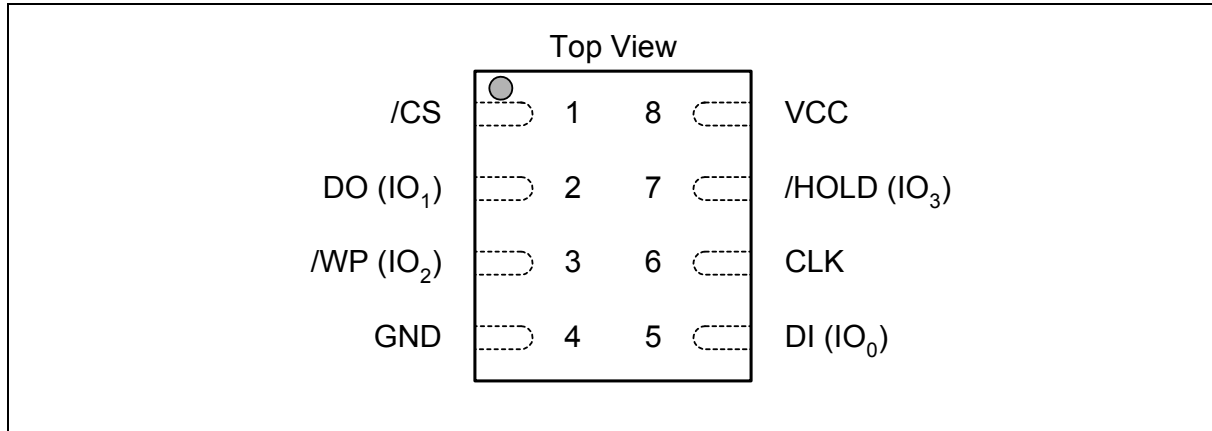 Top View
/CS 1 8 VCC
DO (IO₁) 2 7 /HOLD (IO₃)
/WP (IO₂) 3 6 CLK
GND 4 5 DI (IO₀)